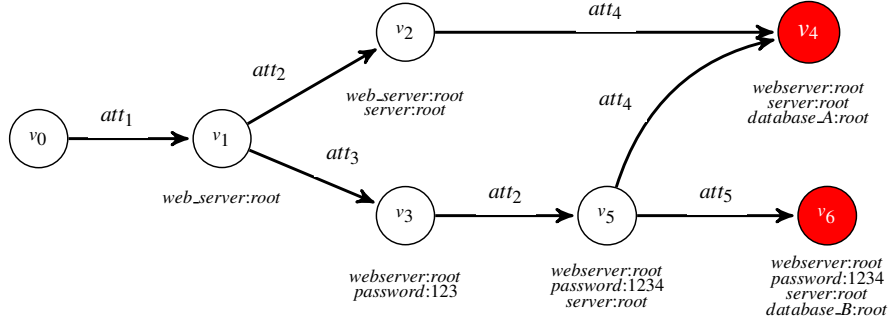 v0
att1
v1
web_server:root
att2
v2
web_server:root
server:root
att4
v4
webserver:root
server:root
database_A:root
att3
v3
webserver:root
password:123
att2
v5
webserver:root
password:1234
server:root
att4
att5
v6
webserver:root
password:1234
server:root
database_B:root